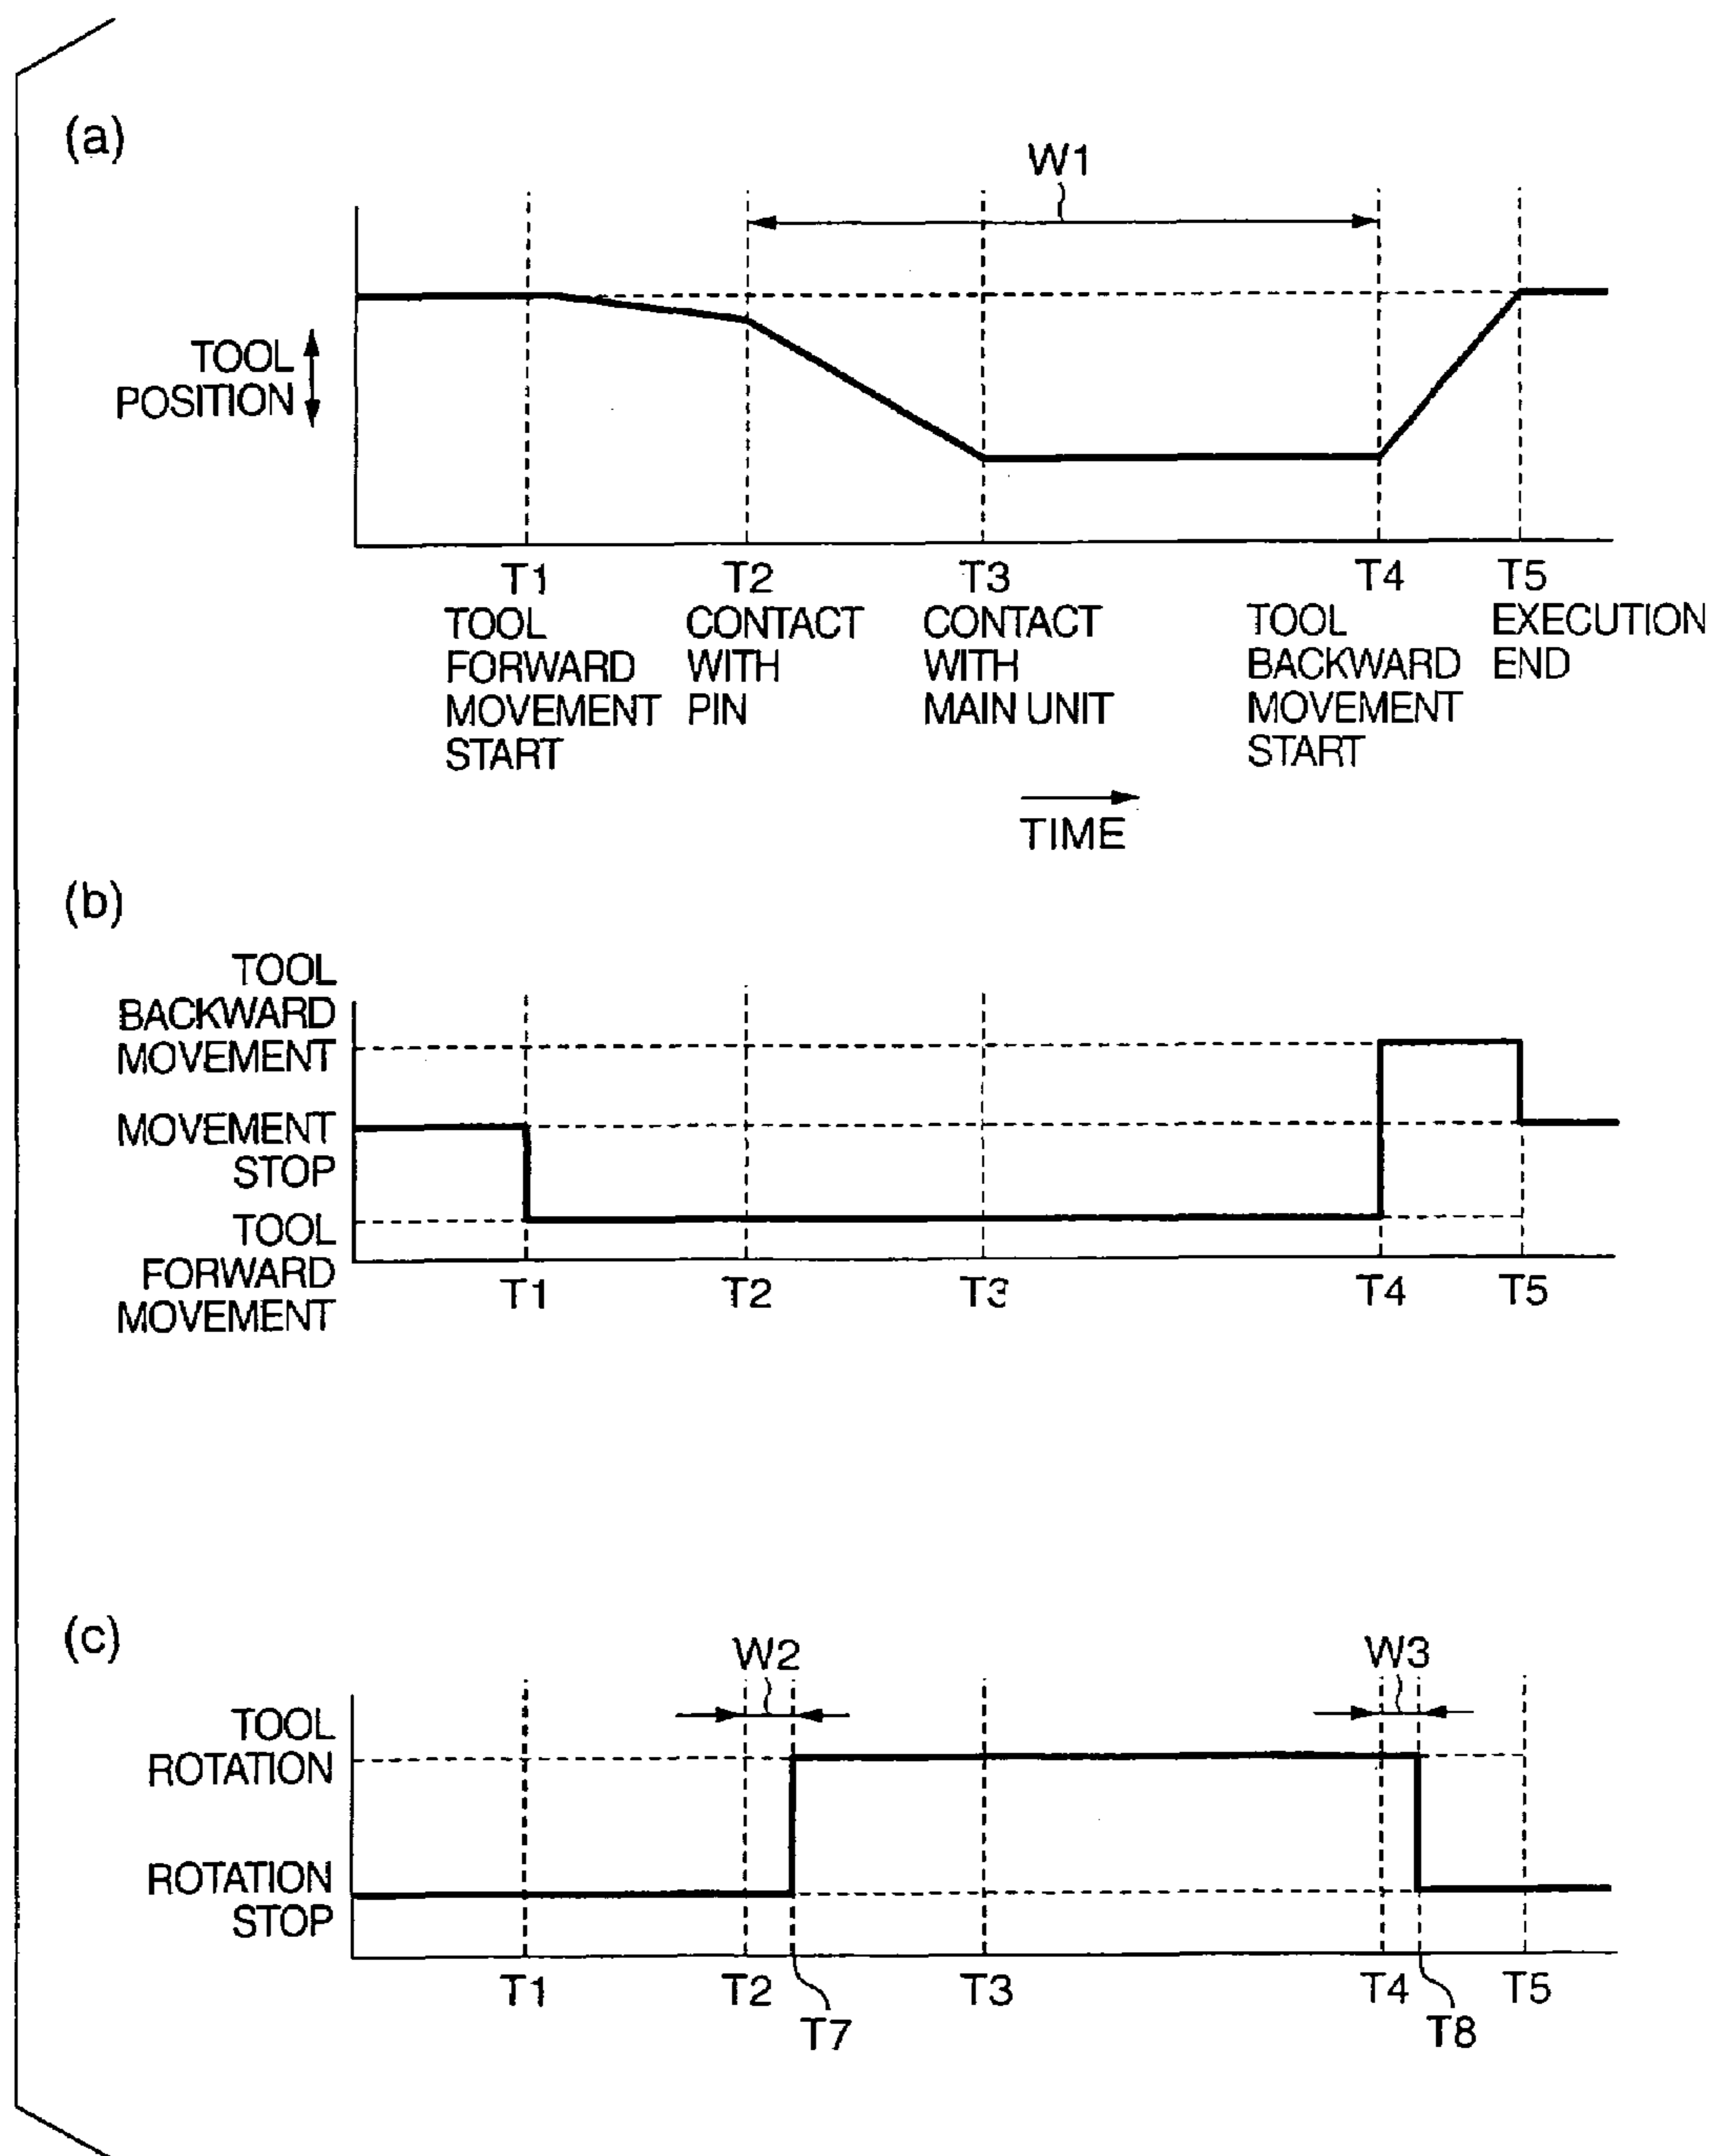 (a)
W1
TOOL
POSITION
T1
TOOL
FORWARD
MOVEMENT
START
T2
CONTACT
WITH
PIN
T3
CONTACT
WITH
MAIN UNIT
T4
TOOL
BACKWARD
MOVEMENT
START
T5
EXECUTION
END
TIME
(b)
TOOL
BACKWARD
MOVEMENT
MOVEMENT
STOP
TOOL
FORWARD
MOVEMENT
T1
T2
T3
T4
T5
(c)
W2
W3
TOOL
ROTATION
ROTATION
STOP
T1
T2
T7
T3
T4
T8
T5